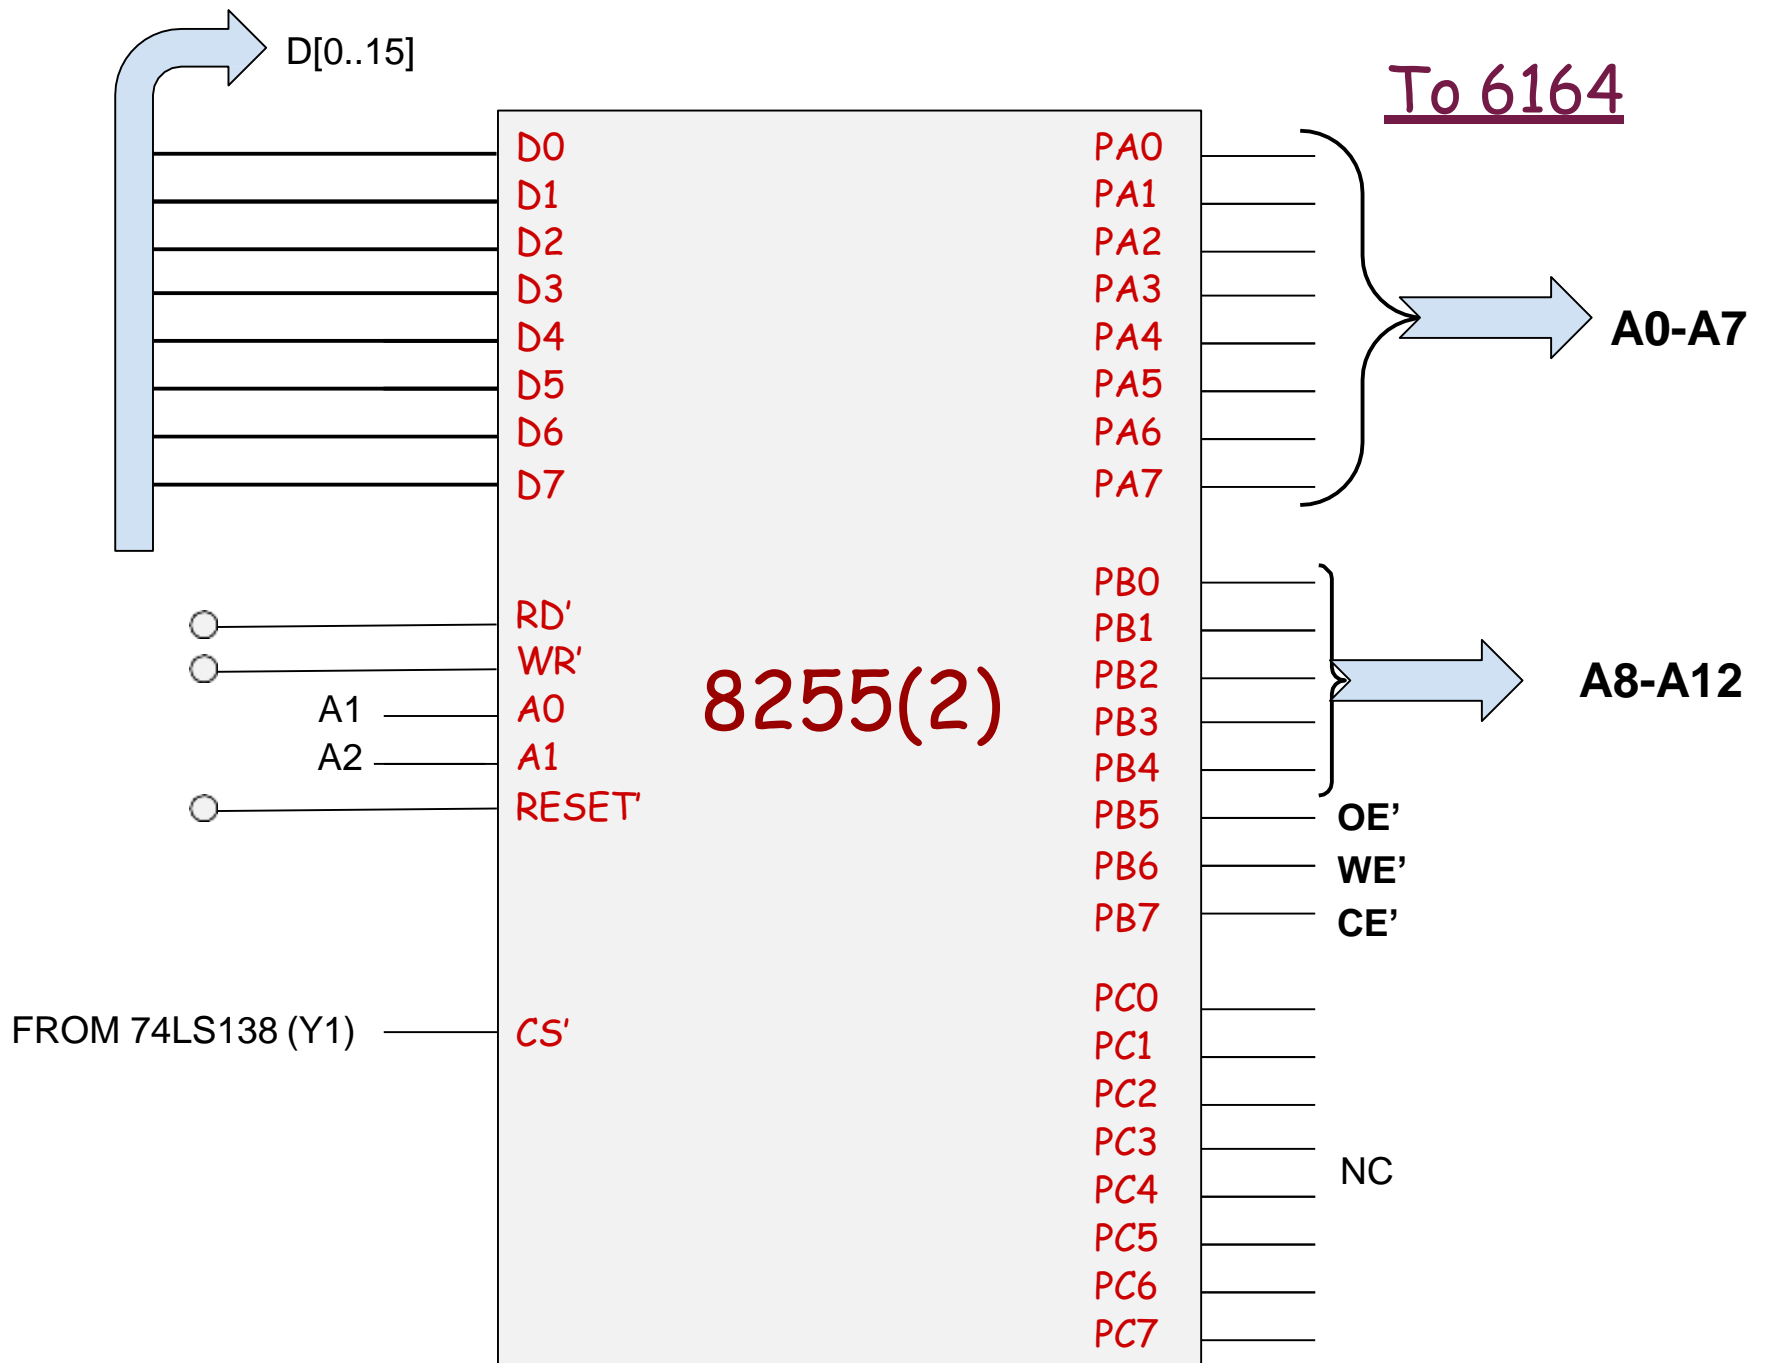 D[0..15]
To 6164
D0
D1
D2
D3
D4
D5
D6
D7
RD'
WR'
A1
A0
A2
A1
RESET'
FROM 74LS138 (Y1)
CS'
8255(2)
PA0
PA1
PA2
PA3
PA4
PA5
PA6
PA7
A0-A7
PB0
PB1
PB2
PB3
PB4
A8-A12
PB5
OE’
PB6
WE’
PB7
CE’
PC0
PC1
PC2
PC3
PC4
PC5
PC6
PC7
NC